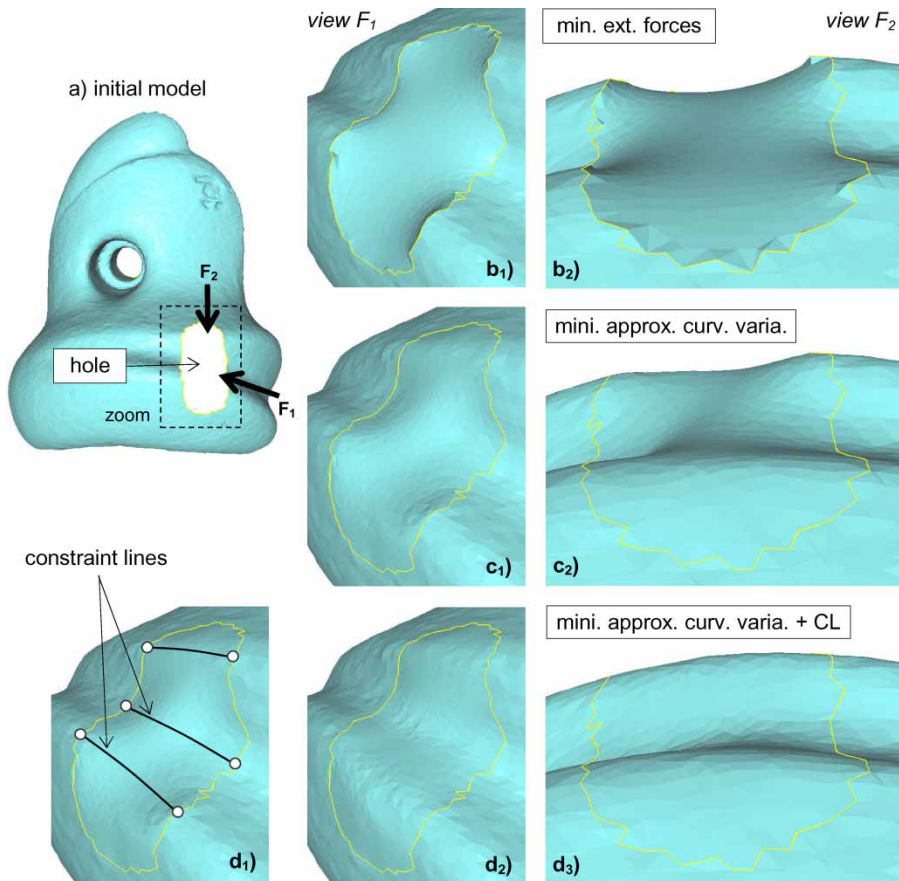 view F1
min. ext. forces
view F2
a) initial model
F2
hole
zoom
F1
b1)
b2)
mini. approx. curv. varia.
c1)
c2)
constraint lines
mini. approx. curv. varia. + CL
d1)
d2)
d3)